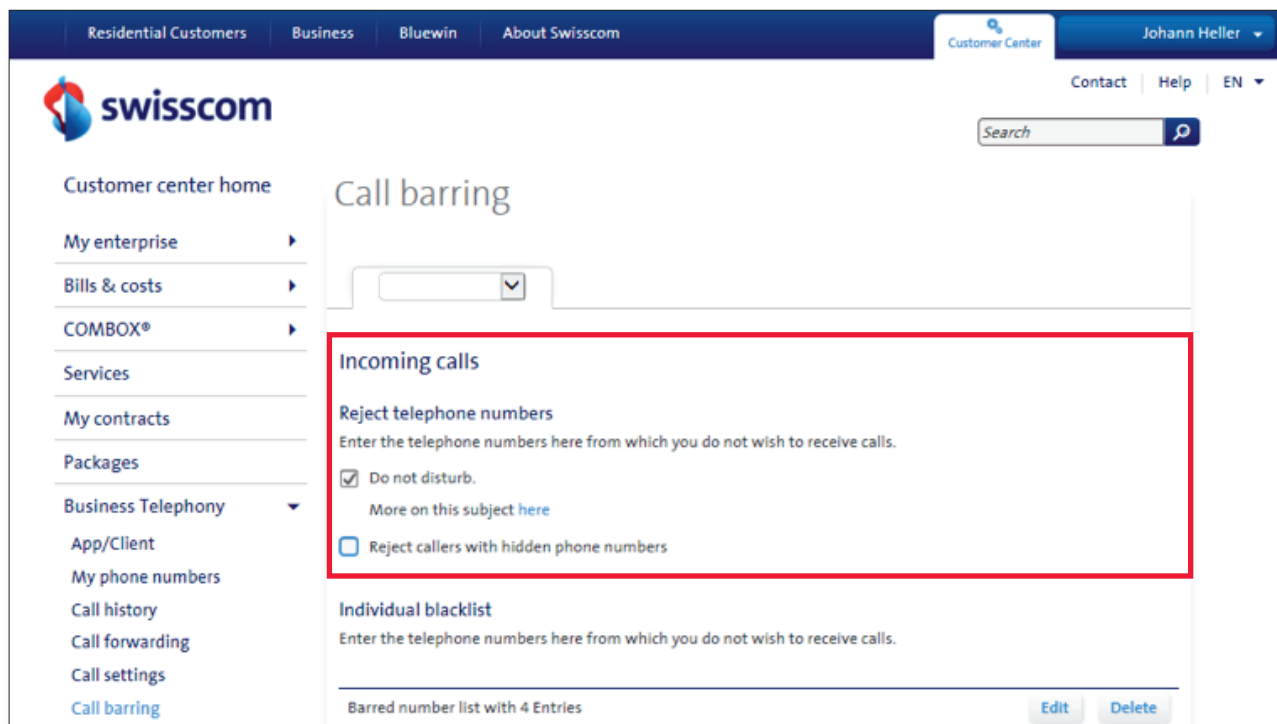 Residential Customers Business Bluewin About Swisscom Customer Center Johann Heller
Contact Help EN
swisscom
Search
Customer center home
My enterprise
Bills & costs
COMBOX®
Services
My contracts
Packages
Business Telephony
App/Client
My phone numbers
Call history
Call forwarding
Call settings
Call barring
Call barring
Incoming calls
Reject telephone numbers
Enter the telephone numbers here from which you do not wish to receive calls.
Do not disturb.
More on this subject here
Reject callers with hidden phone numbers
Individual blacklist
Enter the telephone numbers here from which you do not wish to receive calls.
Barred number list with 4 Entries Edit Delete